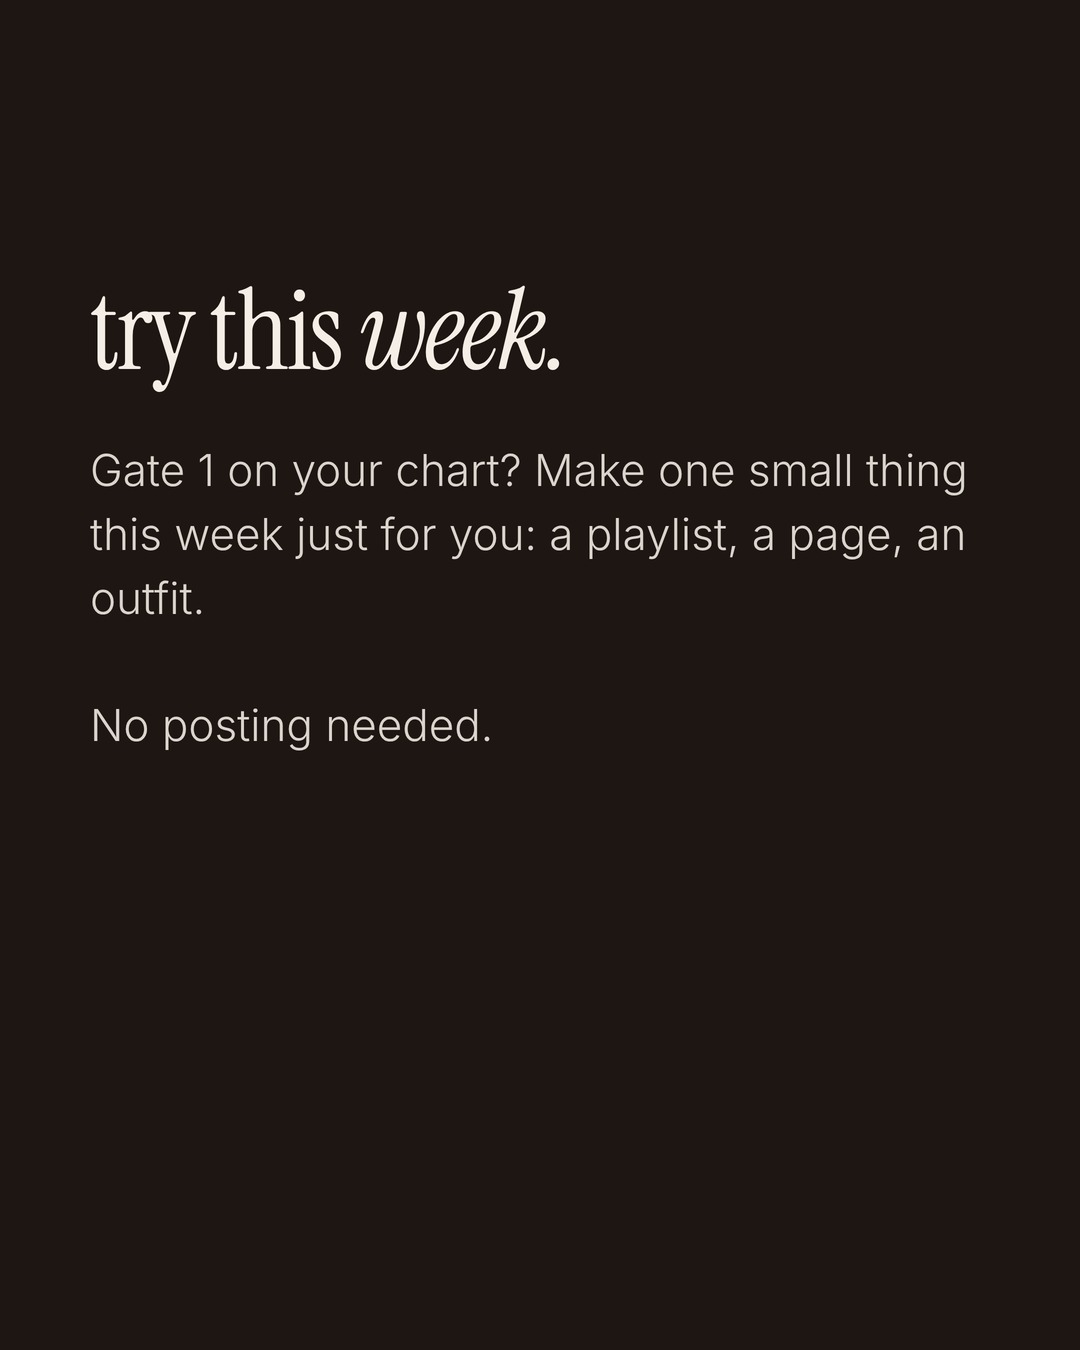 try this week.
Gate 1 on your chart? Make one small thing
this week just for you: a playlist, a page, an
outfit.
No posting needed.